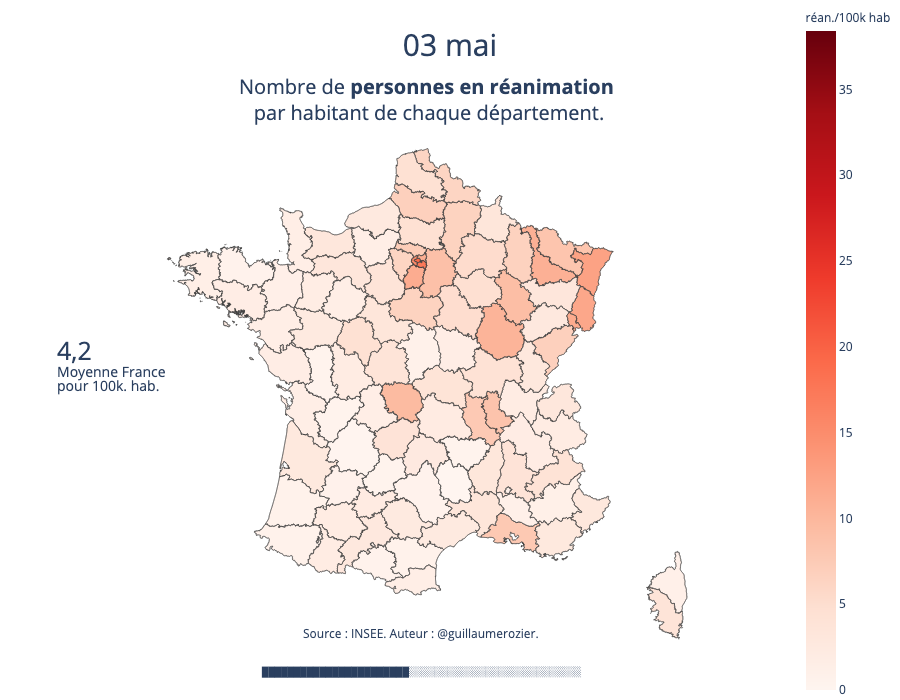 réan./100k hab
03 mai
Nombre de personnes en réanimation
par habitant de chaque département.
35
30
25
20
15
10
5
0
4,2
Moyenne France
pour 100k. hab.
Source : INSEE. Auteur : @guillaumerozier.